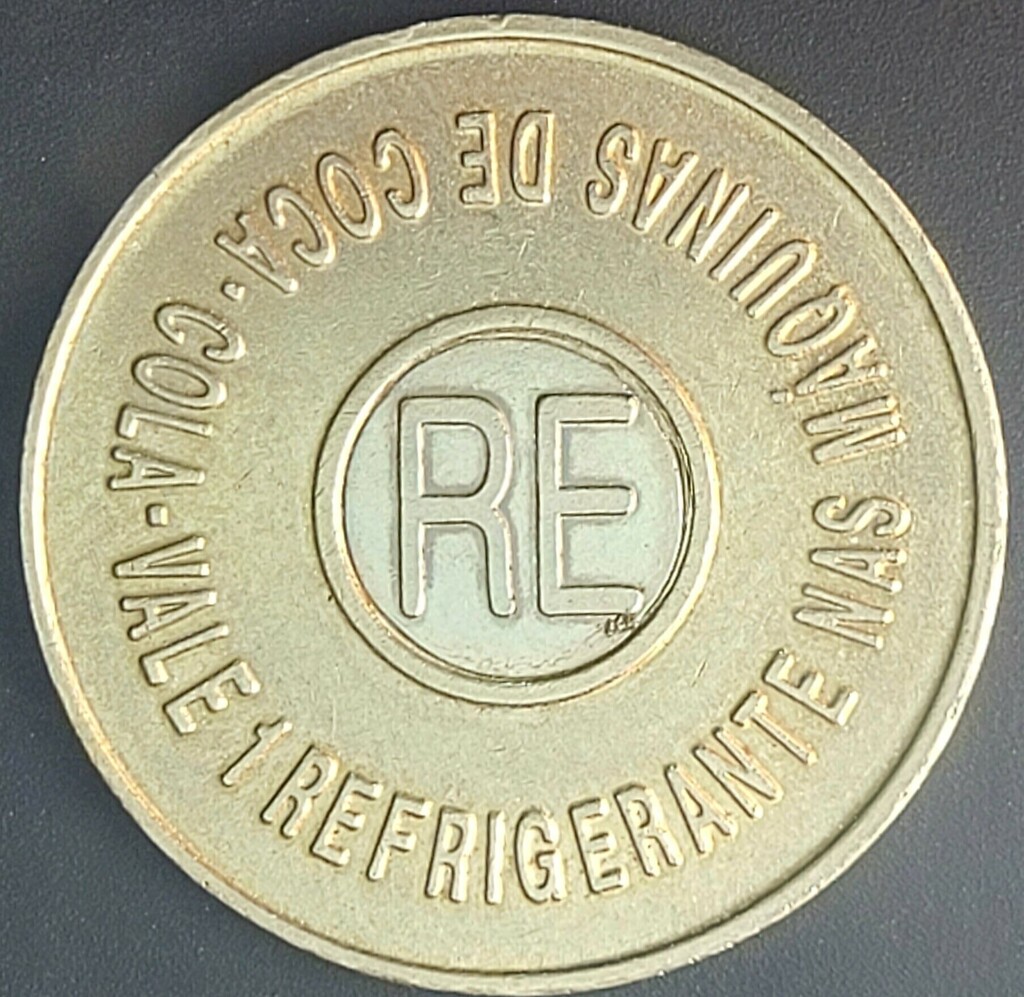 VALE 1 REFRIGERANTE NAS MAQUINAS DE COCA · COLA ·
RE